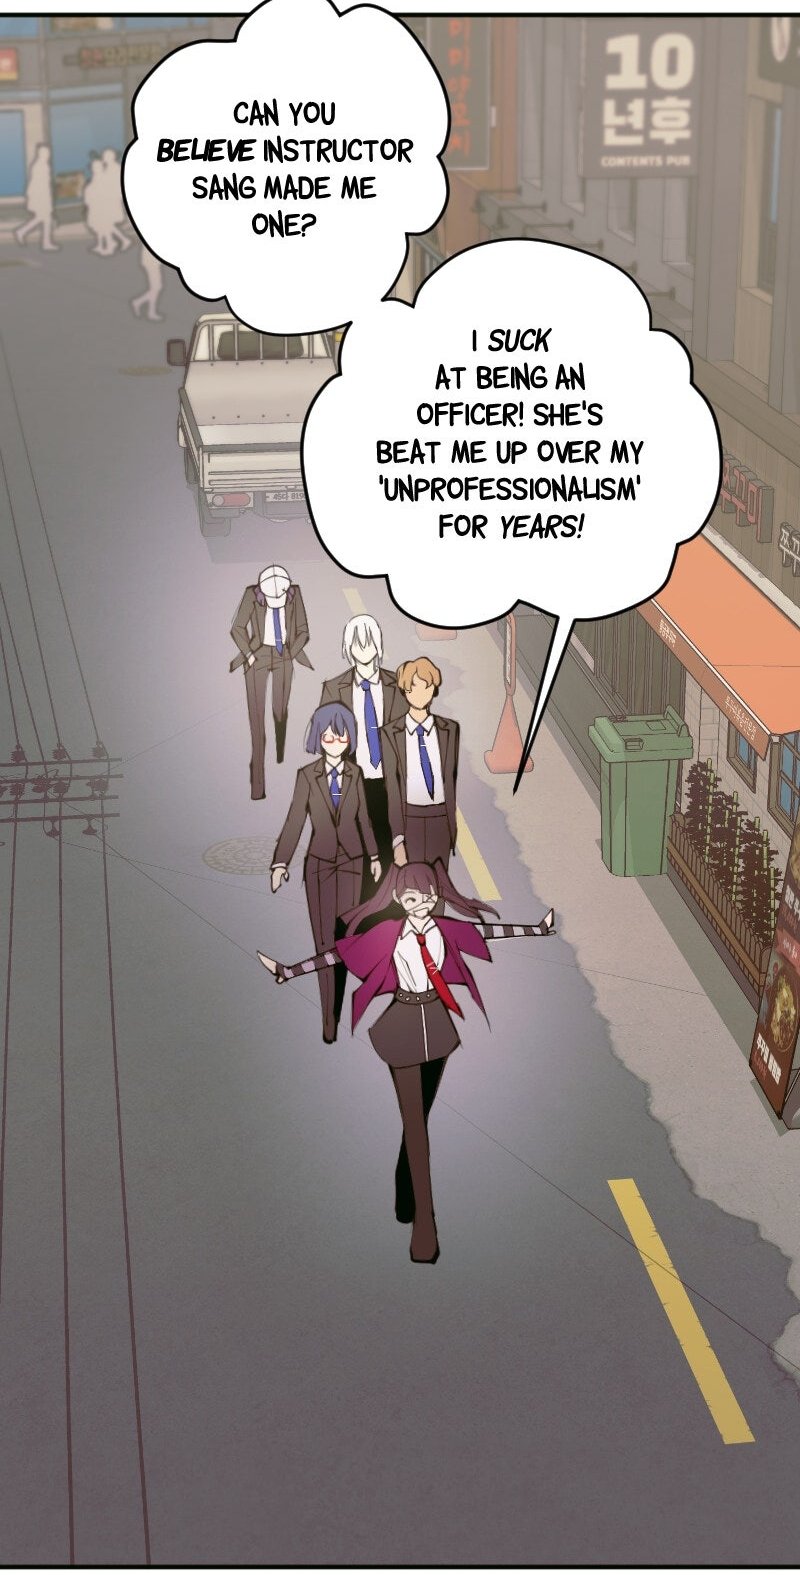 CAN YOU
BELIEVE INSTRUCTOR
SANG MADE ME
ONE?
I SUCK
AT BEING AN
OFFICER! SHE'S
BEAT ME UP OVER MY
'UNPROFESSIONALISM'
FOR YEARS!
10
년후
CONTENTS PUB